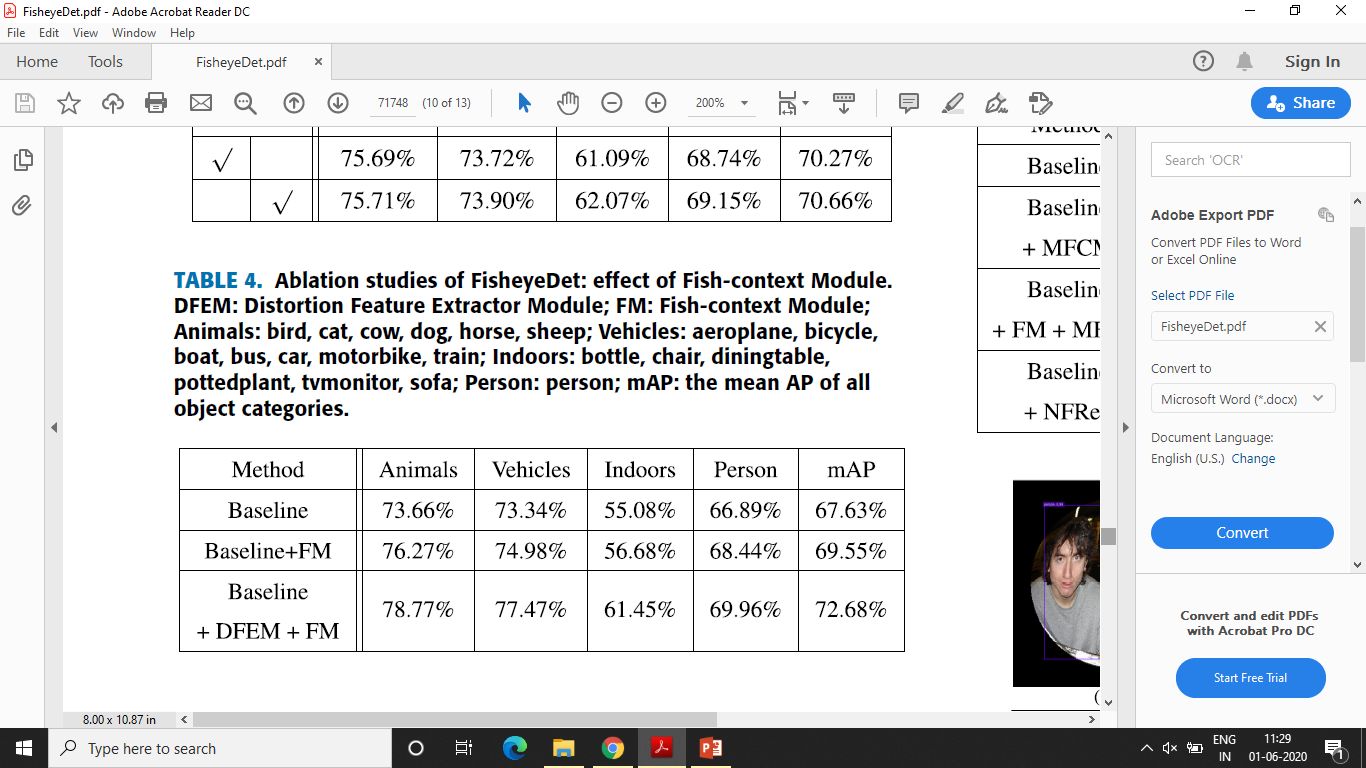 FisheyeDet.pdf - Adobe Acrobat Reader DC
File Edit View Window Help
Home Tools FisheyeDet.pdf × Sign In
71748 (10 of 13) 200% Share
√ 75.69% 73.72% 61.09% 68.74% 70.27%
√ 75.71% 73.90% 62.07% 69.15% 70.66%
TABLE 4. Ablation studies of FisheyeDet: effect of Fish-context Module.
DFEM: Distortion Feature Extractor Module; FM: Fish-context Module;
Animals: bird, cat, cow, dog, horse, sheep; Vehicles: aeroplane, bicycle,
boat, bus, car, motorbike, train; Indoors: bottle, chair, diningtable,
pottedplant, tvmonitor, sofa; Person: person; mAP: the mean AP of all
object categories.
Method Animals Vehicles Indoors Person mAP
Baseline 73.66% 73.34% 55.08% 66.89% 67.63%
Baseline+FM 76.27% 74.98% 56.68% 68.44% 69.55%
Baseline
+ DFEM + FM 78.77% 77.47% 61.45% 69.96% 72.68%
Baselin
Baselin
+ MFCM
Baselin
+ FM + MF
Baselin
+ NFRe
Search 'OCR'
Adobe Export PDF
Convert PDF Files to Word
or Excel Online
Select PDF File
FisheyeDet.pdf
Convert to
Microsoft Word (*.docx)
Document Language:
English (U.S.) Change
Convert
Convert and edit PDFs
with Acrobat Pro DC
Start Free Trial
8.00 x 10.87 in
Type here to search
ENG
IN
11:29
01-06-2020
1